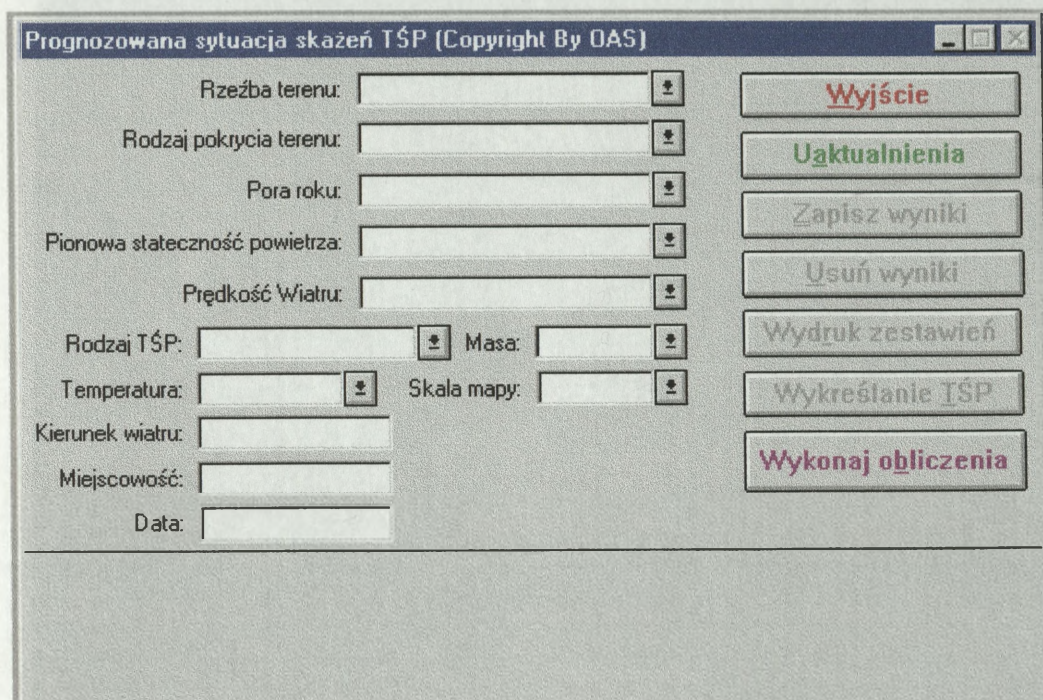 Prognozowana sytuacja skażeń TŚP (Copyright By OAS)
Rzeźba terenu:
Rodzaj pokrycia terenu:
Pora roku:
Pionowa stateczność powietrza:
Prędkość Wiatru:
Rodzaj TŚP: Masa:
Temperatura: Skala mapy:
Kierunek wiatru:
Miejscowość:
Data:
Wyjście
Uaktualnienia
Zapisz wyniki
Usuń wyniki
Wydruk zestawień
Wykreślanie TŚP
Wykonaj obliczenia